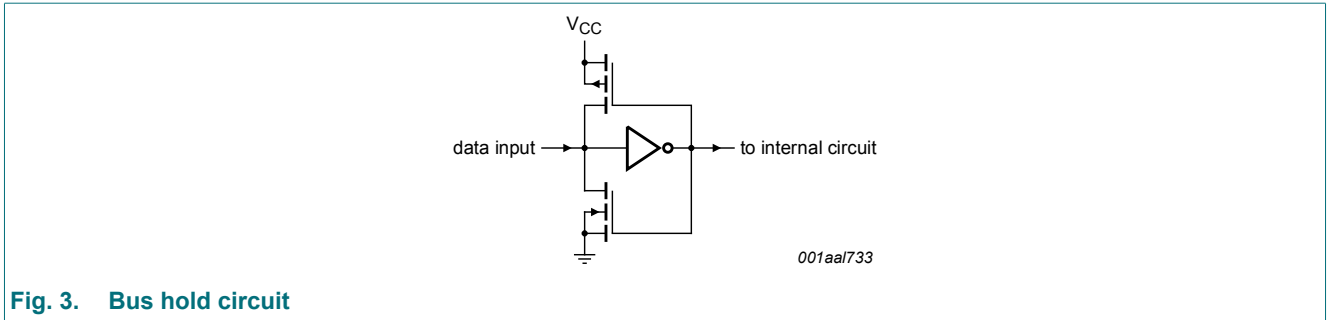 VCC
data input
to internal circuit
001aal733
Fig. 3. Bus hold circuit